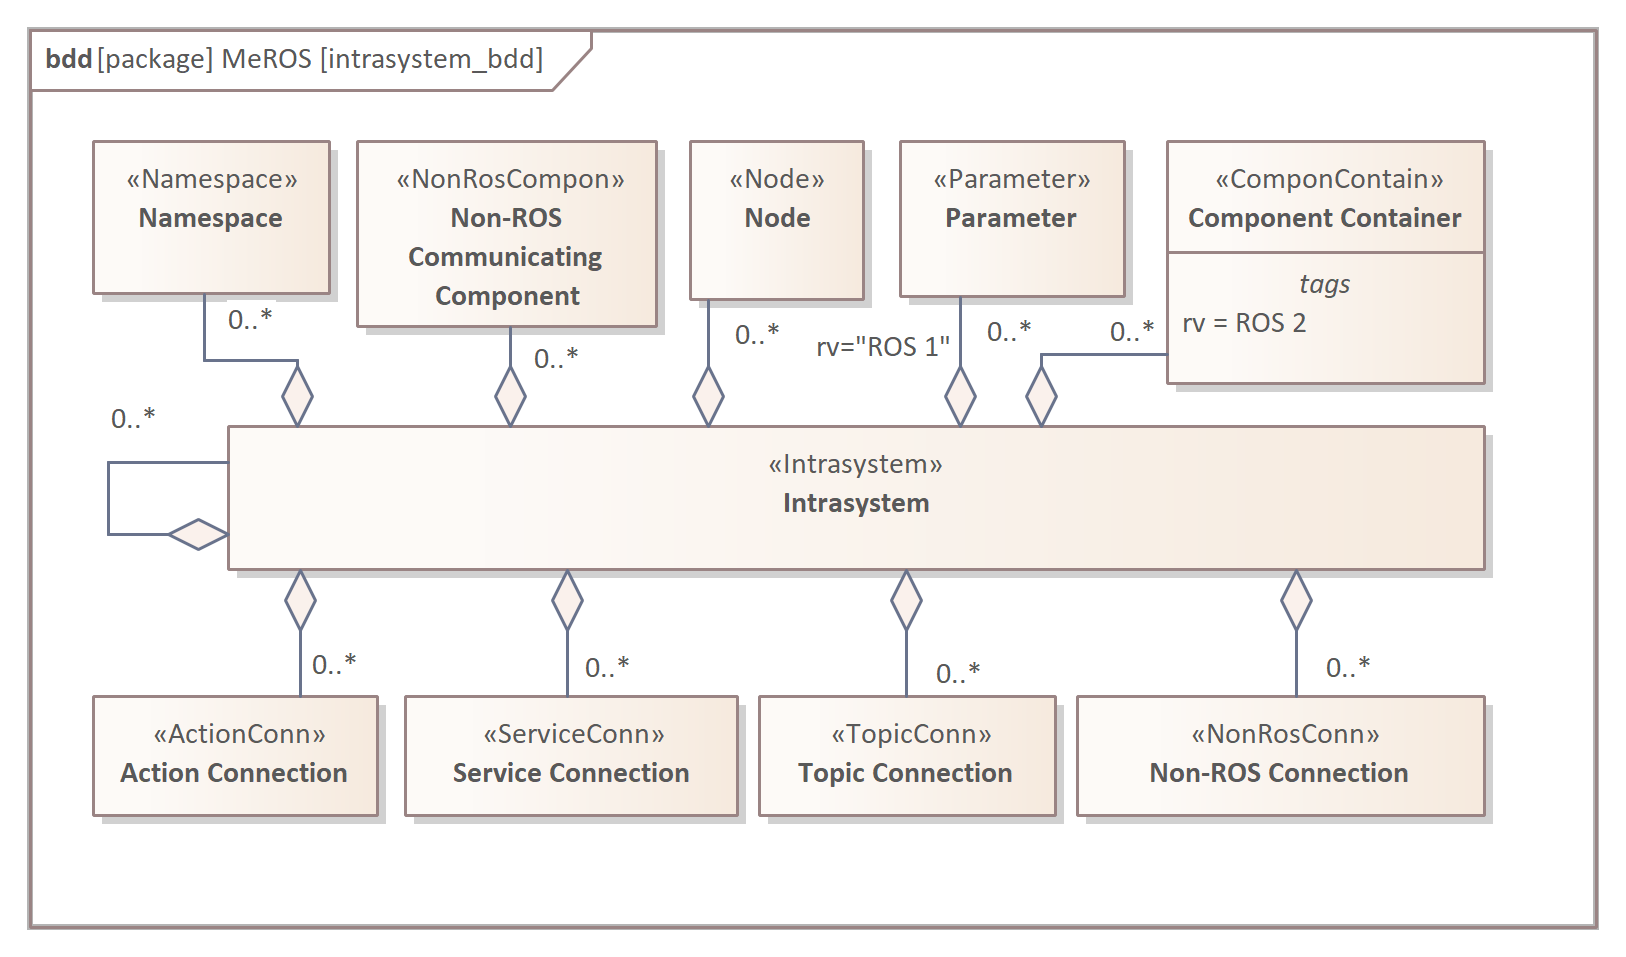 bdd [package] MeROS [intrasystem_bdd]
«Namespace»
Namespace
«NonRosCompon»
Non-ROS
Communicating
Component
«Node»
Node
«Parameter»
Parameter
«ComponContain»
Component Container
tags
rv = ROS 2
0..*
0..*
0..*
rv="ROS 1"
0..*
0..*
0..*
«Intrasystem»
Intrasystem
0..*
0..*
0..*
0..*
«ActionConn»
Action Connection
«ServiceConn»
Service Connection
«TopicConn»
Topic Connection
«NonRosConn»
Non-ROS Connection